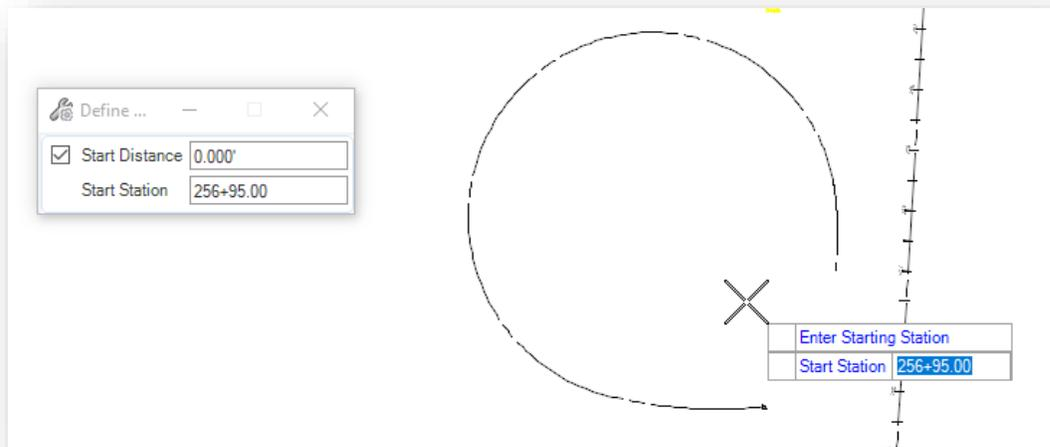 Define ...
Start Distance 0.000'
Start Station 256+95.00
Enter Starting Station
Start Station 256+95.00